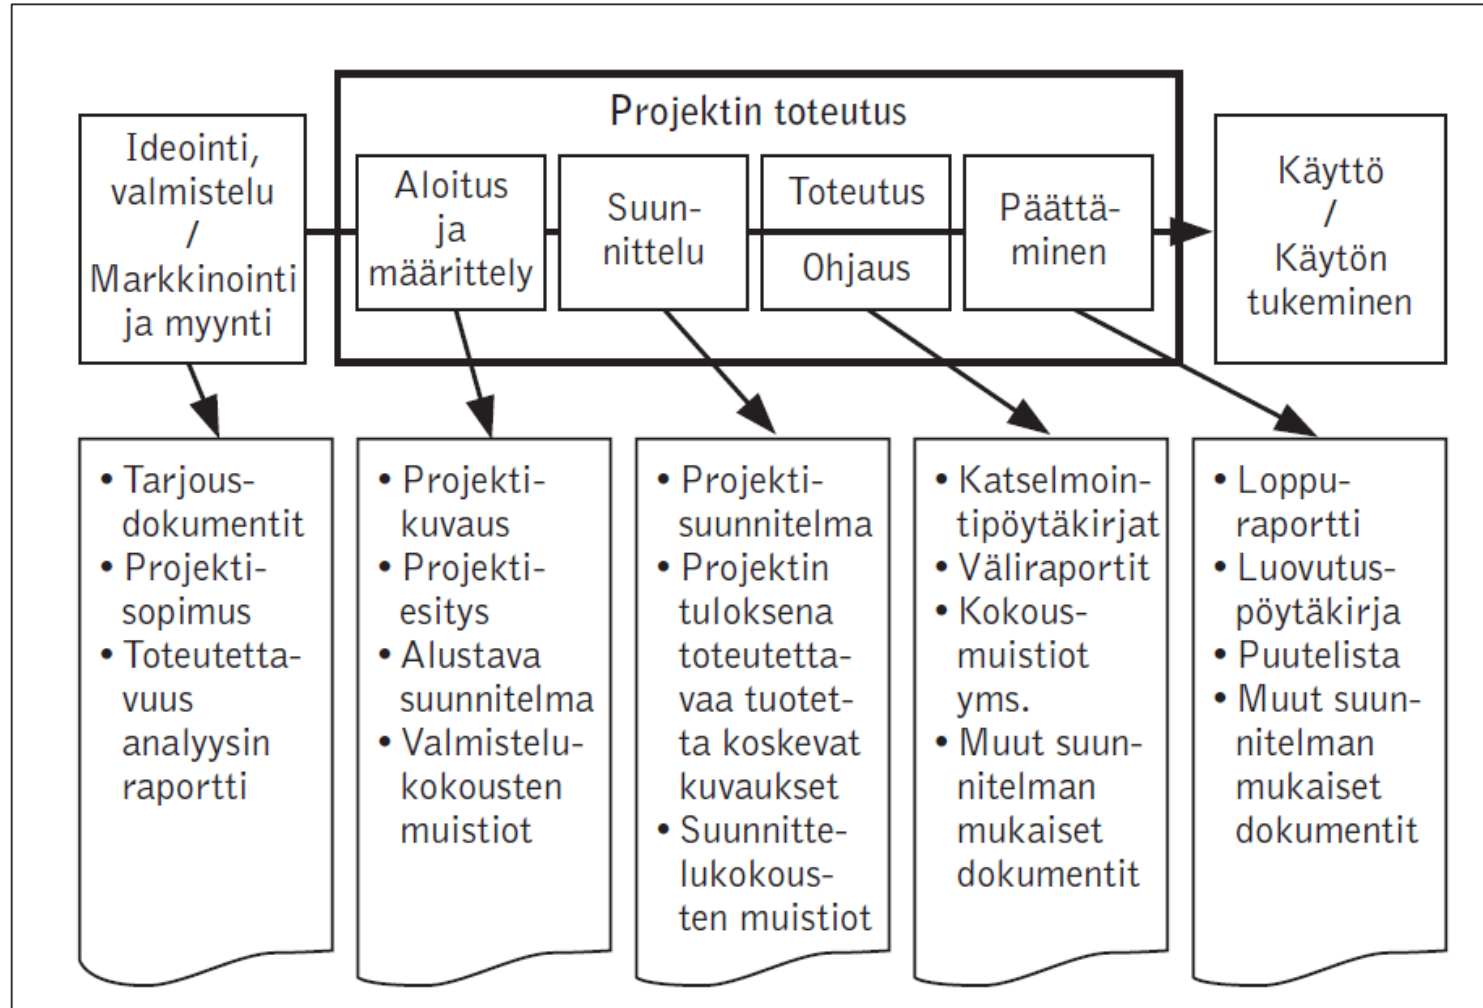 Projektin toteutus
Ideointi,
valmistelu
/
Markkinointi
ja myynti
Aloitus
ja
määrittely
Suun-
nittelu
Toteutus
Ohjaus
Päättä-
minen
Käyttö
/
Käytön
tukeminen
• Tarjous-
dokumentit
• Projekti-
sopimus
• Toteutetta-
vuus
analyysin
raportti
• Projekti-
kuvaus
• Projekti-
esitys
• Alustava
suunnitelma
• Valmistelu-
kokousten
muistiot
• Projekti-
suunnitelma
• Projektin
tuloksena
toteutetta-
vaa tuotet-
ta koskevat
kuvaukset
• Suunnitte-
lukokous-
ten muistiot
• Katselmoin-
tipöytäkirjat
• Väliraportit
• Kokous-
muistiot
yms.
• Muut suun-
nitelman
mukaiset
dokumentit
• Loppu-
raportti
• Luovutus-
pöytäkirja
• Puutelista
• Muut suun-
nitelman
mukaiset
dokumentit